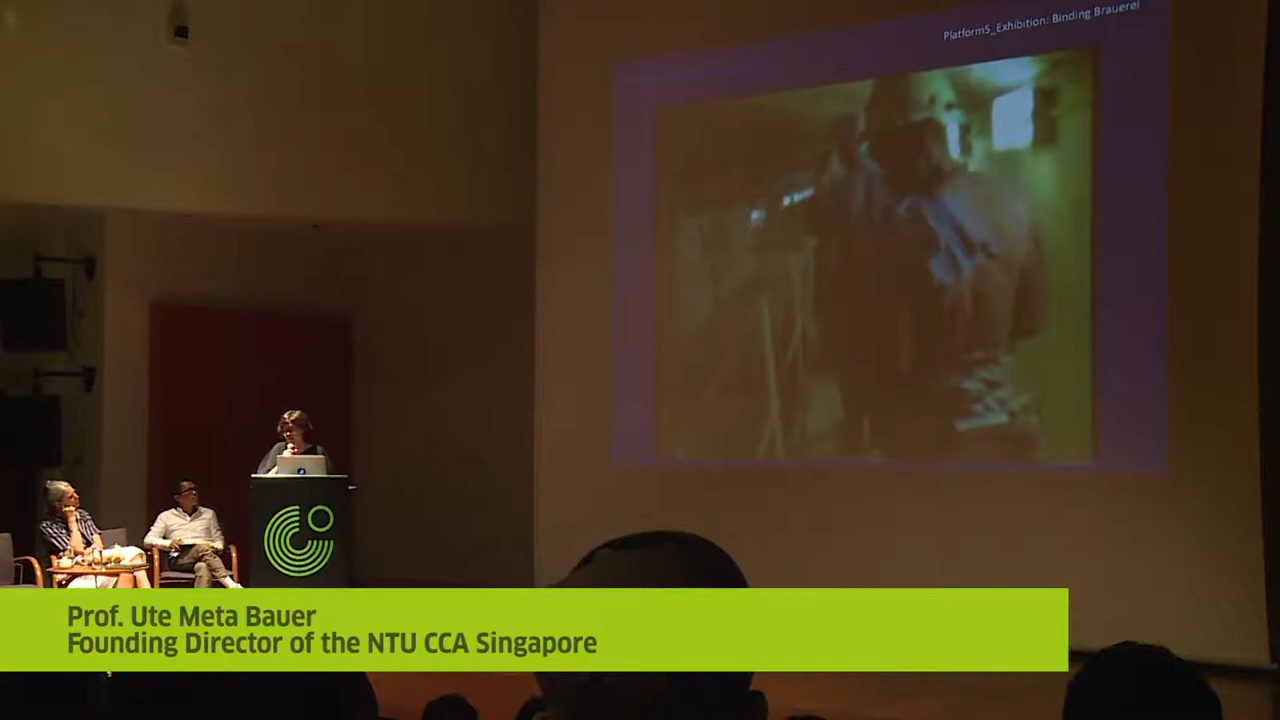 Platform5_Exhibition: Binding Brauerei
Prof. Ute Meta Bauer
Founding Director of the NTU CCA Singapore